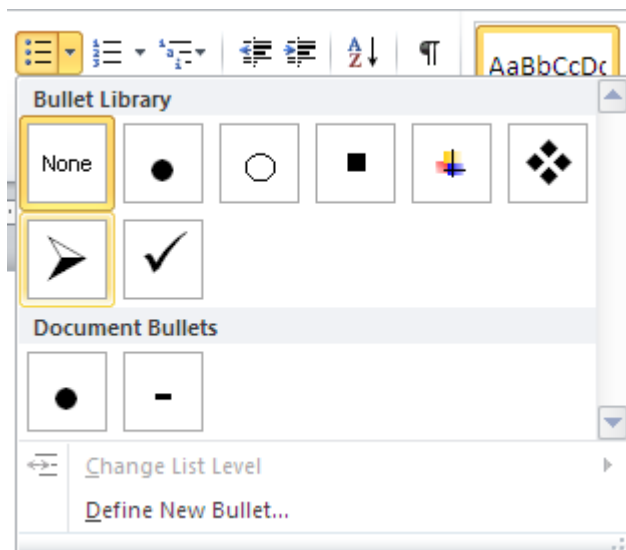 AaBbCcDc
Bullet Library
None
Document Bullets
Change List Level
Define New Bullet...